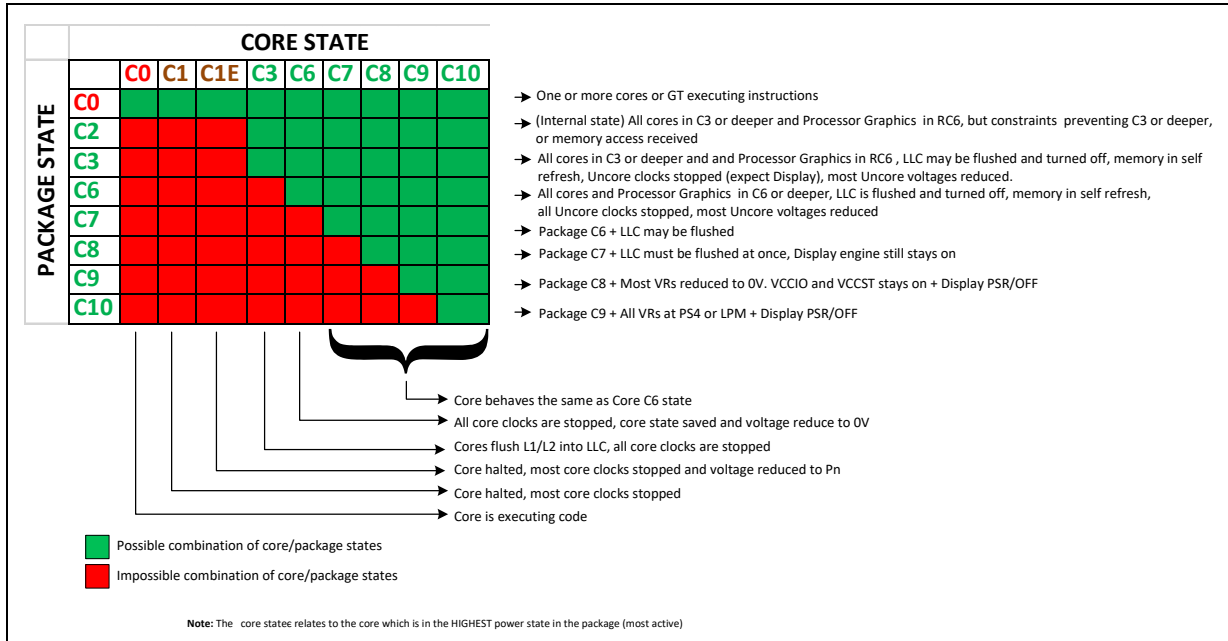 CORE STATE
C0 C1 C1E C3 C6 C7 C8 C9 C10
PACKAGE STATE
C0
C2
C3
C6
C7
C8
C9
C10
One or more cores or GT executing instructions
(Internal state) All cores in C3 or deeper and Processor Graphics in RC6, but constraints preventing C3 or deeper,
or memory access received
All cores in C3 or deeper and and Processor Graphics in RC6 , LLC may be flushed and turned off, memory in self
refresh, Uncore clocks stopped (expect Display), most Uncore voltages reduced.
All cores and Processor Graphics in C6 or deeper, LLC is flushed and turned off, memory in self refresh,
all Uncore clocks stopped, most Uncore voltages reduced
Package C6 + LLC may be flushed
Package C7 + LLC must be flushed at once, Display engine still stays on
Package C8 + Most VRs reduced to 0V. VCCIO and VCCST stays on + Display PSR/OFF
Package C9 + All VRs at PS4 or LPM + Display PSR/OFF
Core behaves the same as Core C6 state
All core clocks are stopped, core state saved and voltage reduce to 0V
Cores flush L1/L2 into LLC, all core clocks are stopped
Core halted, most core clocks stopped and voltage reduced to Pn
Core halted, most core clocks stopped
Core is executing code
Possible combination of core/package states
Impossible combination of core/package states
Note: The core statee relates to the core which is in the HIGHEST power state in the package (most active)